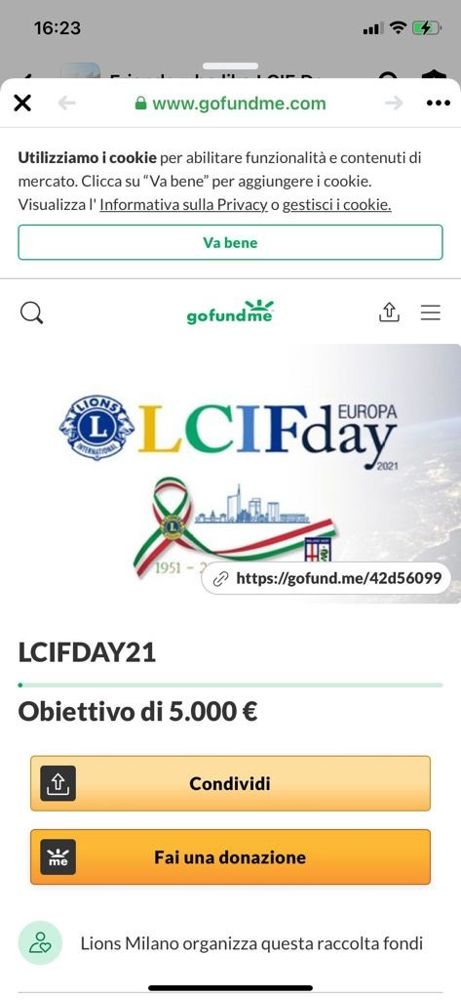 16:23
www.gofundme.com
Utilizziamo i cookie per abilitare funzionalità e contenuti di
mercato. Clicca su “Va bene” per aggiungere i cookie.
Visualizza l' Informativa sulla Privacy o gestisci i cookie.
Va bene
gofundme
LIONS
L
INTERNATIONAL
LCIFday
EUROPA
2021
1951 - 2
https://gofund.me/42d56099
LCIFDAY21
Obiettivo di 5.000 €
Condividi
me
Fai una donazione
Lions Milano organizza questa raccolta fondi